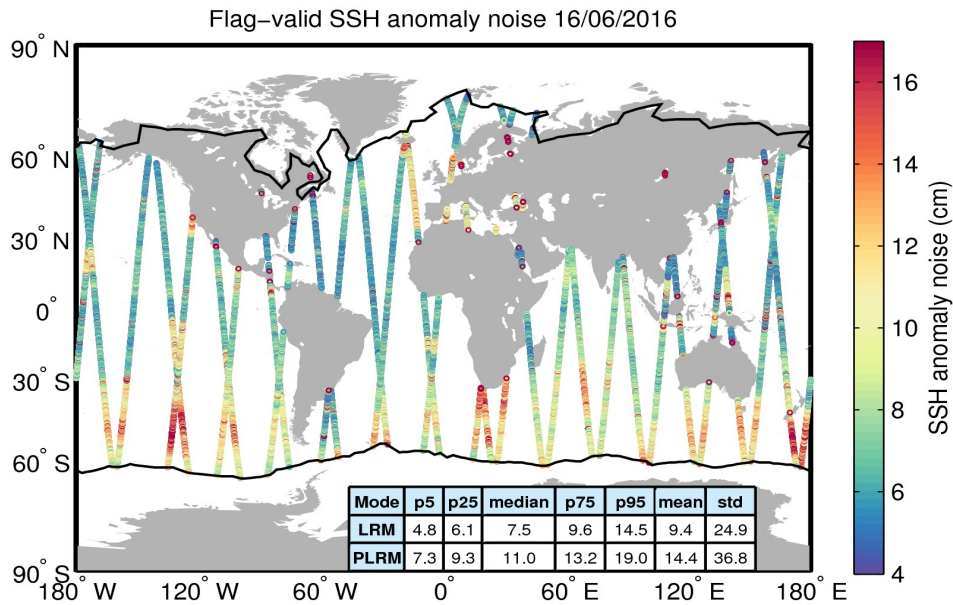 Flag−valid SSH anomaly noise 16/06/2016
90° N
60° N
30° N
0°
30° S
60° S
90° S
180° W
120° W
60° W
0°
60° E
120° E
180° E
16
14
12
10
8
6
4
SSH anomaly noise (cm)
Mode p5 p25 median p75 p95 mean std
LRM 4.8 6.1 7.5 9.6 14.5 9.4 24.9
PLRM 7.3 9.3 11.0 13.2 19.0 14.4 36.8